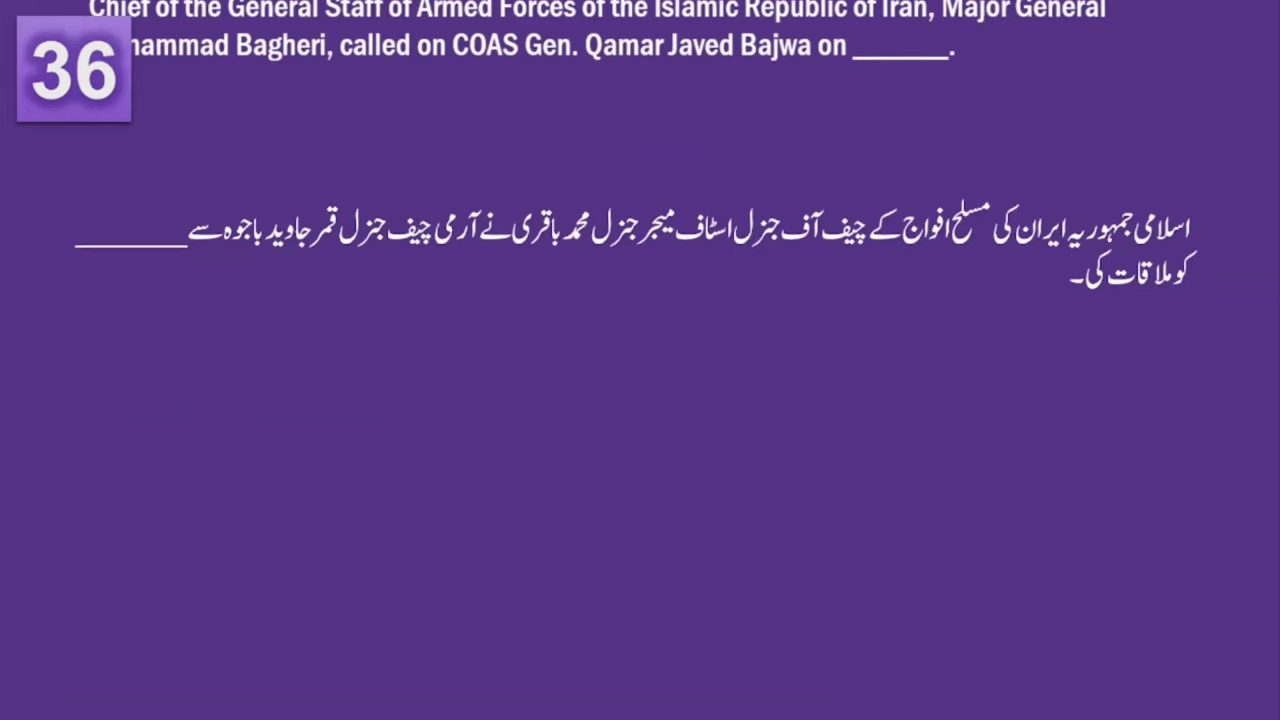 Chief of the General Staff of Armed Forces of the Islamic Republic of Iran, Major General
hammad Bagheri, called on COAS Gen. Qamar Javed Bajwa on _______.
36
اسلامی جمہوریہ ایران کی مسلح افواج کے چیف آف جنرل اسٹاف میجر جنرل محمد باقری نے آرمی چیف جنرل قمر جاوید باجوہ سے _______
کو ملاقات کی۔